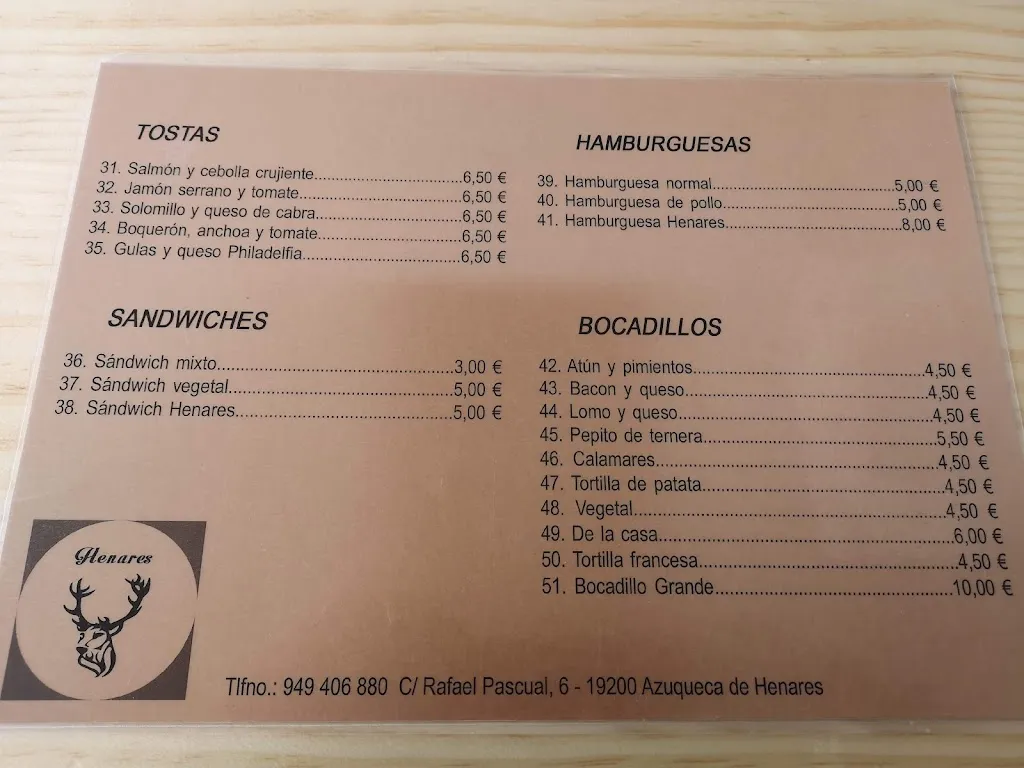 TOSTAS
31. Salmón y cebolla crujiente......................................6,50 €
32. Jamón serrano y tomate.........................................6,50 €
33. Solomillo y queso de cabra.....................................6,50 €
34. Boquerón, anchoa y tomate...................................6,50 €
35. Gulas y queso Philadelfia.......................................6,50 €
SANDWICHES
36. Sándwich mixto....................................................3,00 €
37. Sándwich vegetal..................................................5,00 €
38. Sándwich Henares................................................5,00 €
HAMBURGUESAS
39. Hamburguesa normal............................................5,00 €
40. Hamburguesa de pollo..........................................5,00 €
41. Hamburguesa Henares..........................................8,00 €
BOCADILLOS
42. Atún y pimientos...................................................4,50 €
43. Bacon y queso.....................................................4,50 €
44. Lomo y queso......................................................4,50 €
45. Pepito de ternera..................................................5,50 €
46. Calamares...........................................................4,50 €
47. Tortilla de patata...................................................4,50 €
48. Vegetal................................................................4,50 €
49. De la casa...........................................................6,00 €
50. Tortilla francesa....................................................4,50 €
51. Bocadillo Grande.................................................10,00 €
Henares
Tlfno.: 949 406 880 C/ Rafael Pascual, 6 - 19200 Azuqueca de Henares